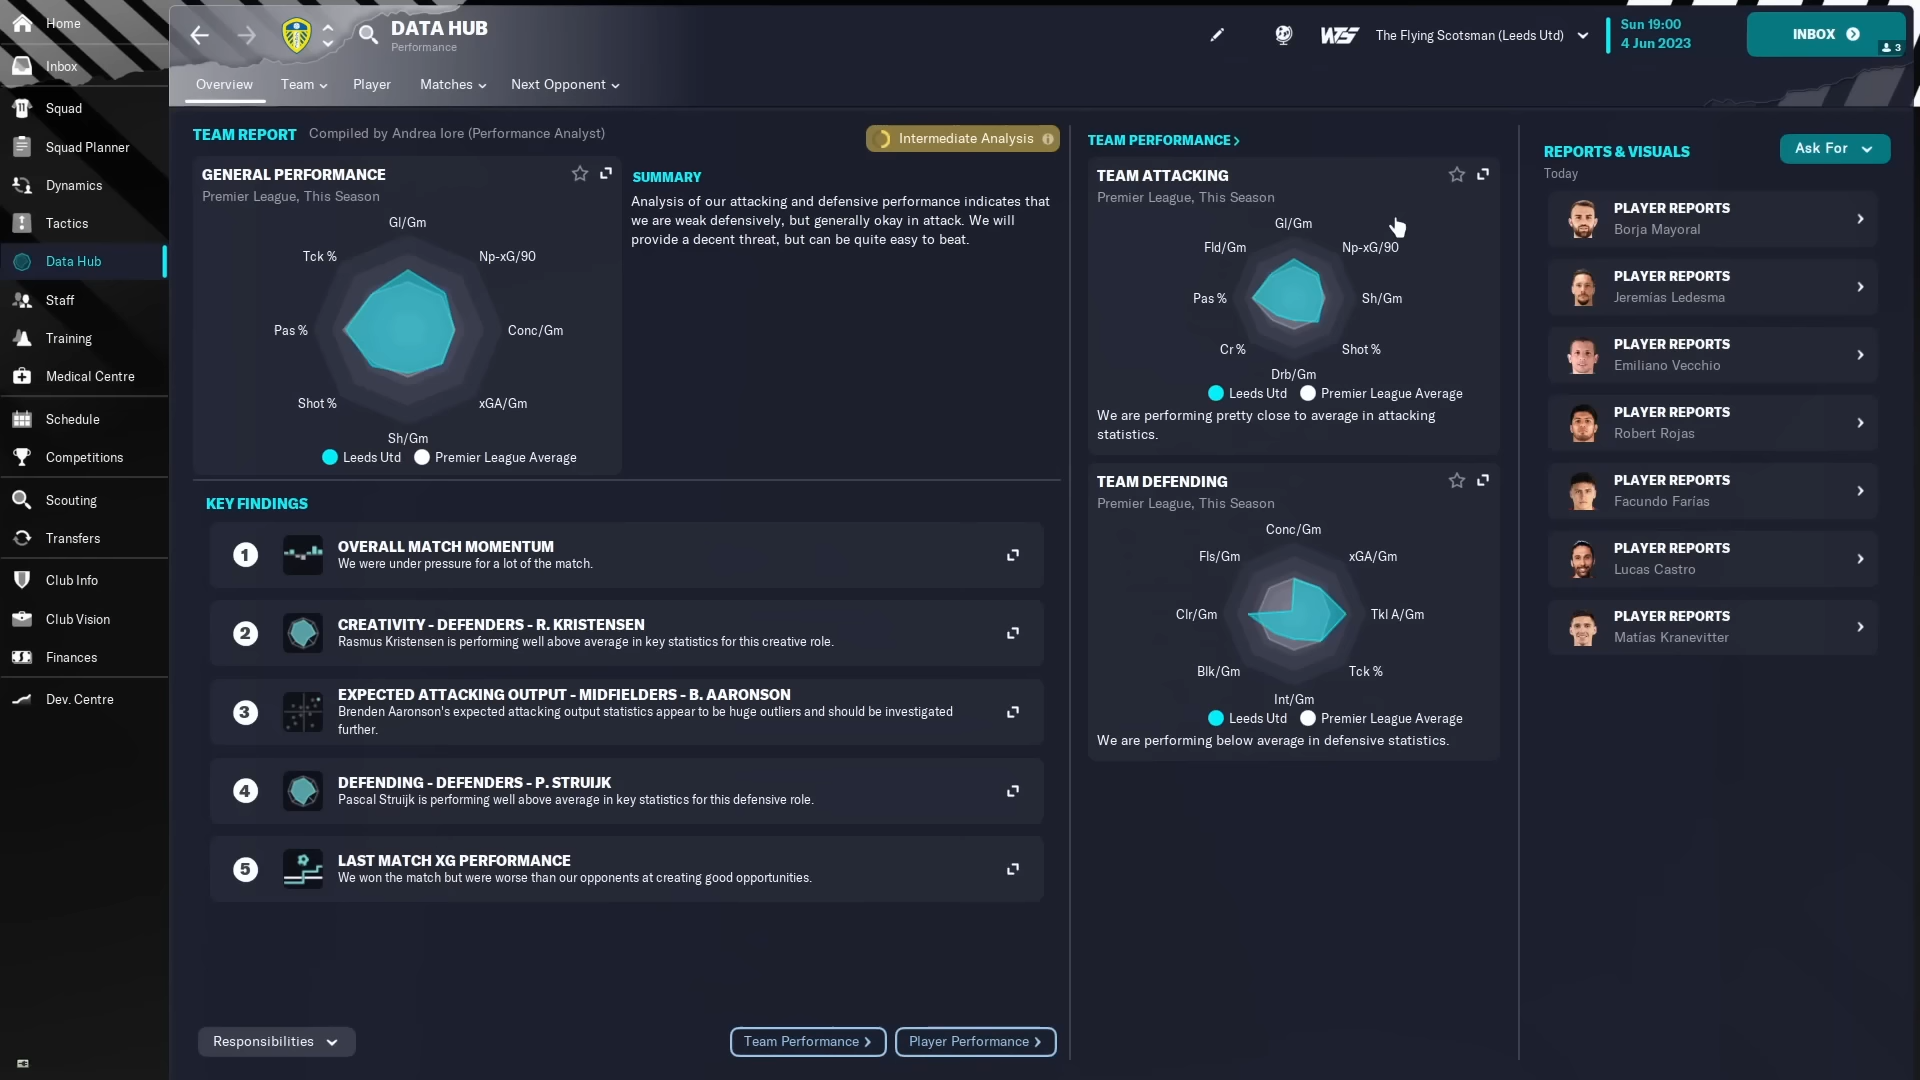 Home
Inbox
Squad
Squad Planner
Dynamics
Tactics
Data Hub
Staff
Training
Medical Centre
Schedule
Competitions
Scouting
Transfers
Club Info
Club Vision
Finances
Dev. Centre
DATA HUB
Performance
The Flying Scotsman (Leeds Utd)
Sun 19:00
4 Jun 2023
INBOX
3
Overview
Team
Player
Matches
Next Opponent
TEAM REPORT Compiled by Andrea Iore (Performance Analyst)
Intermediate Analysis
GENERAL PERFORMANCE
Premier League, This Season
Gl/Gm
Tck %
Np-xG/90
Pas %
Conc/Gm
Shot %
xGA/Gm
Sh/Gm
Leeds Utd
Premier League Average
SUMMARY
Analysis of our attacking and defensive performance indicates that
we are weak defensively, but generally okay in attack. We will
provide a decent threat, but can be quite easy to beat.
KEY FINDINGS
1
OVERALL MATCH MOMENTUM
We were under pressure for a lot of the match.
2
CREATIVITY - DEFENDERS - R. KRISTENSEN
Rasmus Kristensen is performing well above average in key statistics for this creative role.
3
EXPECTED ATTACKING OUTPUT - MIDFIELDERS - B. AARONSON
Brenden Aaronson's expected attacking output statistics appear to be huge outliers and should be investigated
further.
4
DEFENDING - DEFENDERS - P. STRUIJK
Pascal Struijk is performing well above average in key statistics for this defensive role.
5
LAST MATCH XG PERFORMANCE
We won the match but were worse than our opponents at creating good opportunities.
Responsibilities
Team Performance
Player Performance
TEAM PERFORMANCE
TEAM ATTACKING
Premier League, This Season
Gl/Gm
Fld/Gm
Np-xG/90
Pas %
Sh/Gm
Cr %
Shot %
Drb/Gm
Leeds Utd
Premier League Average
We are performing pretty close to average in attacking
statistics.
TEAM DEFENDING
Premier League, This Season
Conc/Gm
Fls/Gm
xGA/Gm
Clr/Gm
Tkl A/Gm
Blk/Gm
Tck %
Int/Gm
Leeds Utd
Premier League Average
We are performing below average in defensive statistics.
REPORTS & VISUALS
Ask For
Today
PLAYER REPORTS
Borja Mayoral
PLAYER REPORTS
Jeremías Ledesma
PLAYER REPORTS
Emiliano Vecchio
PLAYER REPORTS
Robert Rojas
PLAYER REPORTS
Facundo Farías
PLAYER REPORTS
Lucas Castro
PLAYER REPORTS
Matías Kranevitter